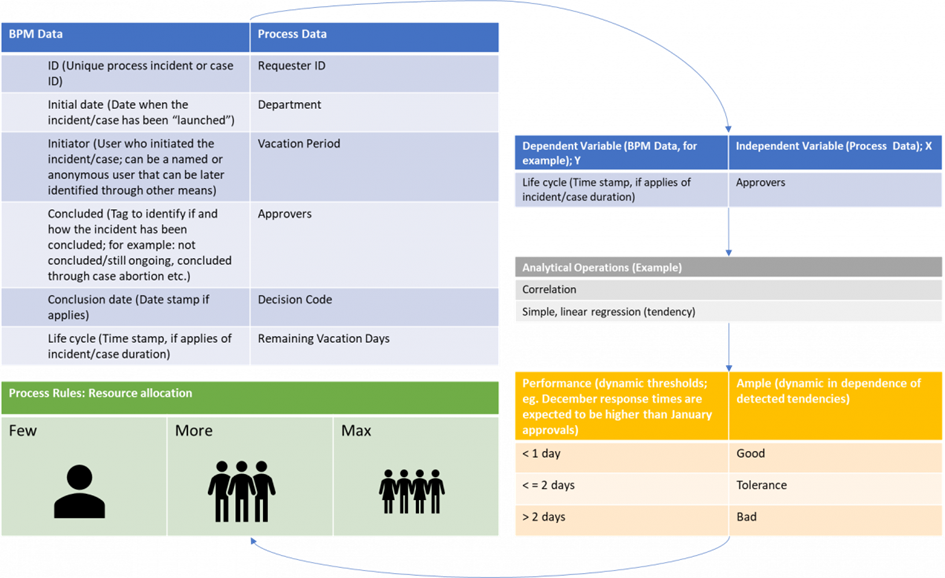 BPM Data
Process Data
ID (Unique process incident or case
ID)
Requester ID
Initial date (Date when the
incident/case has been “launched”)
Department
Initiator (User who initiated the
incident/case; can be a named or
anonymous user that can be later
identified through other means)
Vacation Period
Concluded (Tag to identify if and
how the incident has been
concluded; for example: not
concluded/still ongoing, concluded
through case abortion etc.)
Approvers
Conclusion date (Date stamp if
applies)
Decision Code
Life cycle (Time stamp, if applies of
incident/case duration)
Remaining Vacation Days
Process Rules: Resource allocation
Few
More
Max
Dependent Variable (BPM Data, for
example); Y
Independent Variable (Process Data); X
Life cycle (Time stamp, if applies of
incident/case duration)
Approvers
Analytical Operations (Example)
Correlation
Simple, linear regression (tendency)
Performance (dynamic thresholds;
eg. December response times are
expected to be higher than January
approvals)
Ample (dynamic in dependence of
detected tendencies)
< 1 day
Good
< = 2 days
Tolerance
> 2 days
Bad